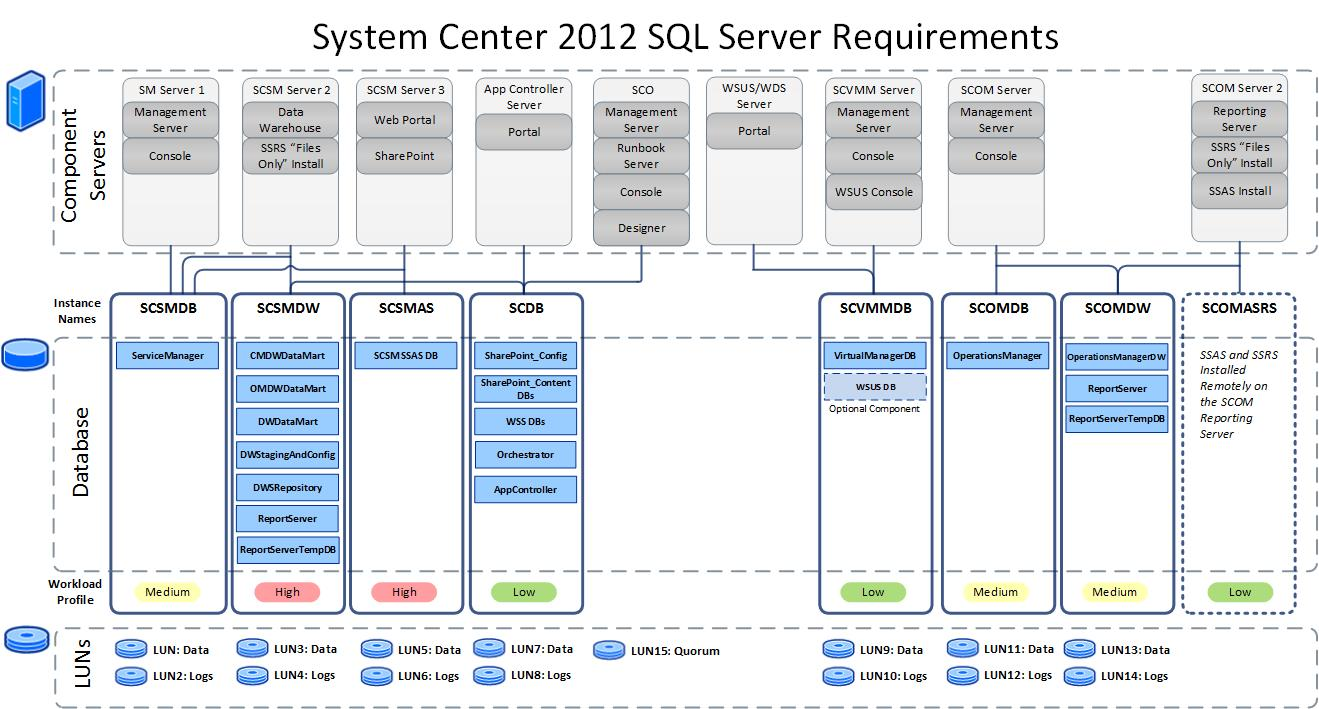 System Center 2012 SQL Server Requirements
Component
Servers
SM Server 1
Management
Server
Console
SCSM Server 2
Data
Warehouse
SSRS “Files
Only” Install
SCSM Server 3
Web Portal
SharePoint
App Controller
Server
Portal
SCO
Management
Server
Runbook
Server
Console
Designer
WSUS/WDS
Server
Portal
SCVMM Server
Management
Server
Console
WSUS Console
SCOM Server
Management
Server
Console
SCOM Server 2
Reporting
Server
SSRS “Files
Only” Install
SSAS Install
Instance
Names
SCSMDB
SCSMDW
SCSMAS
SCDB
SCVMMDB
SCOMDB
SCOMDW
SCOMASRS
Database
ServiceManager
CMDWDataMart
OMDWDataMart
DWDataMart
DWStagingAndConfig
DWSRepository
ReportServer
ReportServerTempDB
SCSMSSAS DB
SharePoint_Config
SharePoint_Content
DBs
WSS DBs
Orchestrator
AppController
VirtualManagerDB
WSUS DB
Optional Component
OperationsManager
OperationsManagerDW
ReportServer
ReportServerTempDB
SSAS and SSRS
Installed
Remotely on
the SCOM
Reporting
Server
Workload
Profile
Medium
High
High
Low
Low
Medium
Medium
Low
LUNs
LUN: Data
LUN2: Logs
LUN3: Data
LUN4: Logs
LUN5: Data
LUN6: Logs
LUN7: Data
LUN8: Logs
LUN15: Quorum
LUN9: Data
LUN10: Logs
LUN11: Data
LUN12: Logs
LUN13: Data
LUN14: Logs